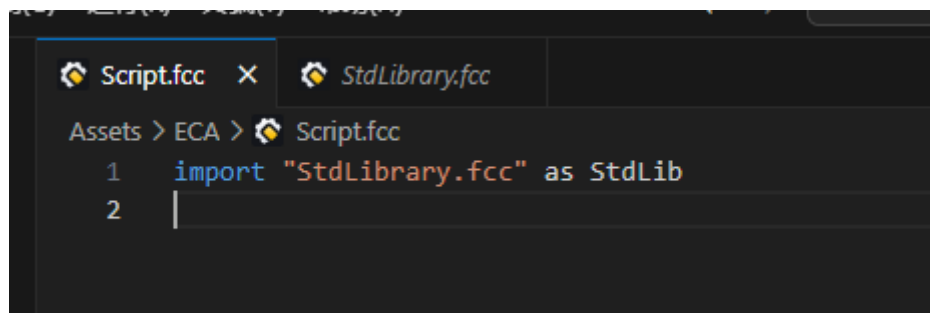 Script.fcc × StdLibrary.fcc
Assets > ECA > Script.fcc
1 import "StdLibrary.fcc" as StdLib
2